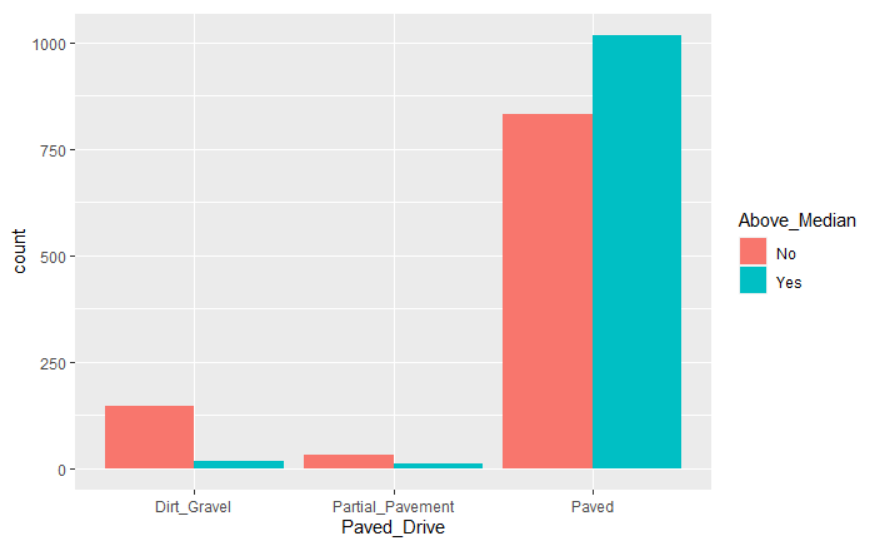 1000
750
500
250
0
count
Dirt_Gravel Partial_Pavement Paved
Paved_Drive
Above_Median
No
Yes